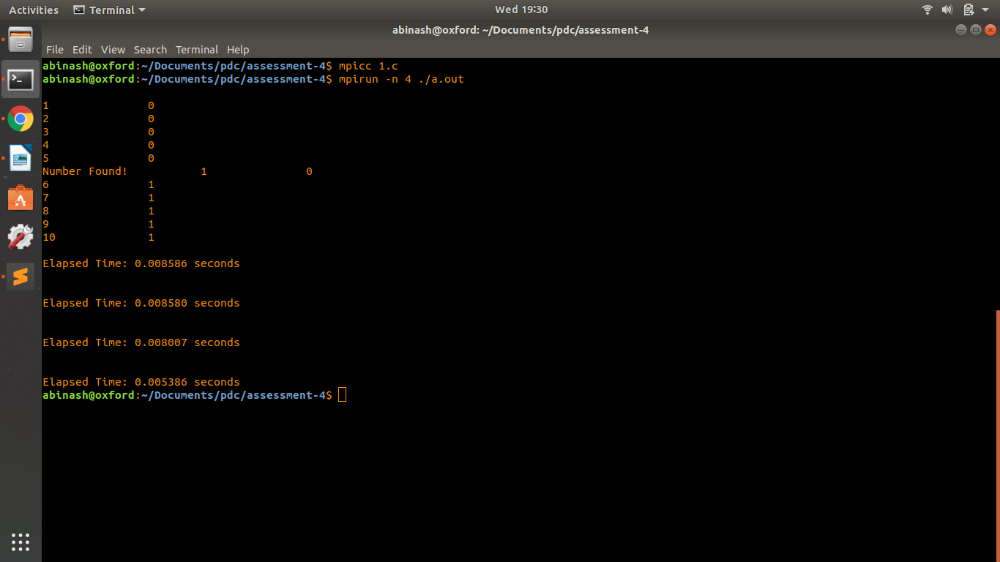 Activities Terminal Wed 19:30
abinash@oxford: ~/Documents/pdc/assessment-4
File Edit View Search Terminal Help
abinash@oxford:~/Documents/pdc/assessment-4$ mpicc 1.c
abinash@oxford:~/Documents/pdc/assessment-4$ mpirun -n 4 ./a.out
1 0
2 0
3 0
4 0
5 0
Number Found! 1 0
6 1
7 1
8 1
9 1
10 1
Elapsed Time: 0.008586 seconds
Elapsed Time: 0.008580 seconds
Elapsed Time: 0.008007 seconds
Elapsed Time: 0.005386 seconds
abinash@oxford:~/Documents/pdc/assessment-4$